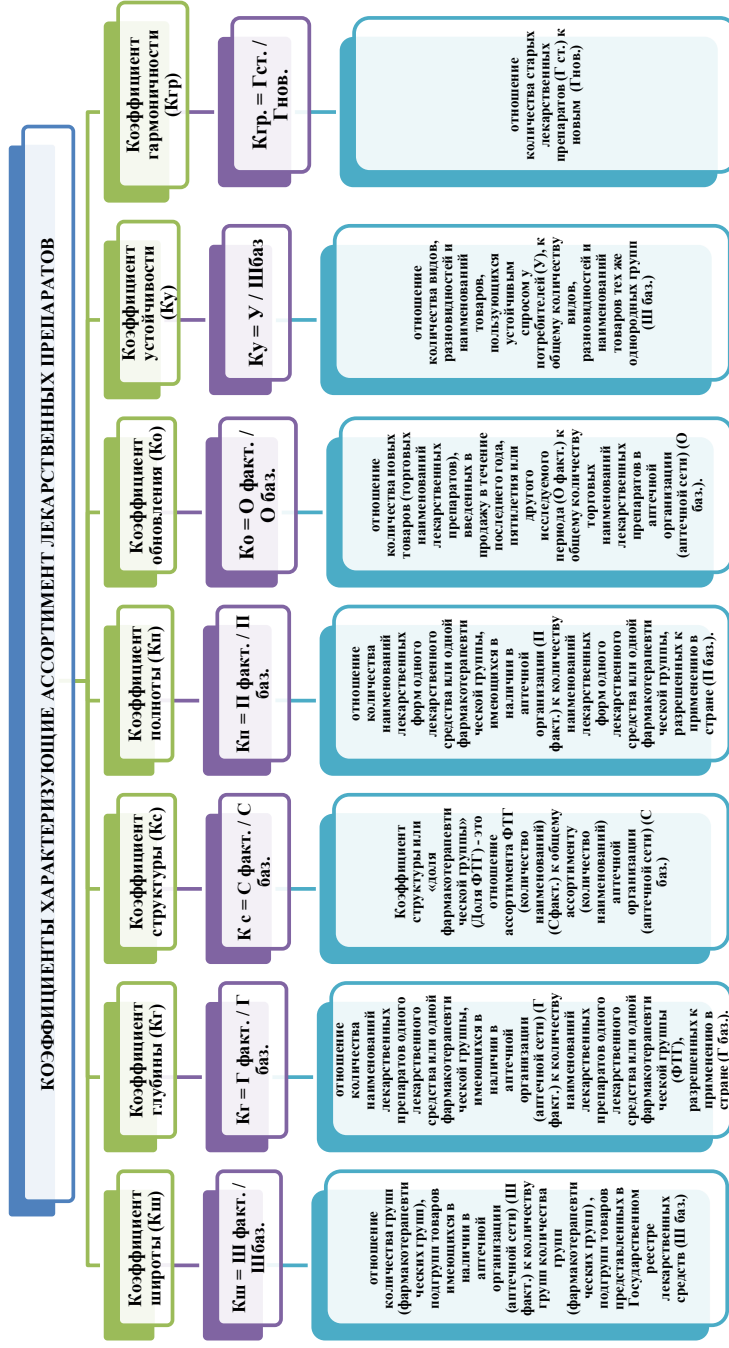 КОЭФФИЦИЕНТЫ ХАРАКТЕРИЗУЮЩИЕ АССОРТИМЕНТ ЛЕКАРСТВЕННЫХ ПРЕПАРАТОВ
Коэффициент
широты (Кш)
Кш = Ш факт. /
Шбаз.
отношение
количества групп
(фармакотерапевти
ческих групп),
подгрупп товаров
имеющихся в
наличии в
аптечной
организации
(аптечной сети) (Ш
факт.) к количеству
групп количества
групп
(фармакотерапевти
ческих групп) ,
подгрупп товаров
представленных в
Государственном
реестре
лекарственных
средств (Ш баз.)
Коэффициент
глубины (Кг)
Кг = Г факт. / Г
баз.
отношение
количества
наименований
лекарственных
препаратов одного
лекарственного
средства или одной
фармакотерапевти
ческой группы,
имеющихся в
наличии в
аптечной
организации
(аптечной сети) (Г
факт.) к количеству
наименований
лекарственных
препаратов одного
лекарственного
средства или одной
фармакотерапевти
ческой группы
(ФТГ),
разрешенных к
применению в
стране (Г баз.).
Коэффициент
структуры (Кс)
К с = С факт. / С
баз.
Коэффициент
структуры или
«доля
фармакотерапевти
ческой группы»
(Доля ФТГ) - это
отношение
ассортимента ФТГ
(количество
наименований)
(Сфакт.) к общему
ассортименту
(количество
наименований)
аптечной
организации
(аптечной сети) (С
баз.)
Коэффициент
полноты (Кп)
Кп = П факт. / П
баз.
отношение
количества
наименований
лекарственных
форм одного
лекарственного
средства или одной
фармакотерапевти
ческой группы,
имеющихся в
наличии в
аптечной
организации (П
факт.) к количеству
наименований
лекарственных
форм одного
лекарственного
средства или одной
фармакотерапевти
ческой группы,
разрешенных к
применению в
стране (П баз.).
Коэффициент
обновления (Ко)
Ко = О факт. /
О баз.
отношение
количества новых
товаров (торговых
наименований
лекарственных
препаратов),
введенных в
продажу в течение
последнего года,
пятилетия или
другого
исследуемого
периода (О факт.) к
общему количеству
торговых
наименований
лекарственных
препаратов в
аптечной
организации
(аптечной сети) (О
баз.).
Коэффициент
устойчивости
(Ку)
Ку = У / Шбаз
отношение
количества видов,
разновидностей и
наименований
товаров,
пользующихся
устойчивым
спросом у
потребителей (У), к
общему количеству
видов,
разновидностей и
наименований
товаров тех же
однородных групп
(Ш баз.)
Коэффициент
гармоничности
(Кгр)
Кгр. = Гст. /
Гнов.
отношение
количества старых
лекарственных
препаратов (Г ст.) к
новым (Гнов.)